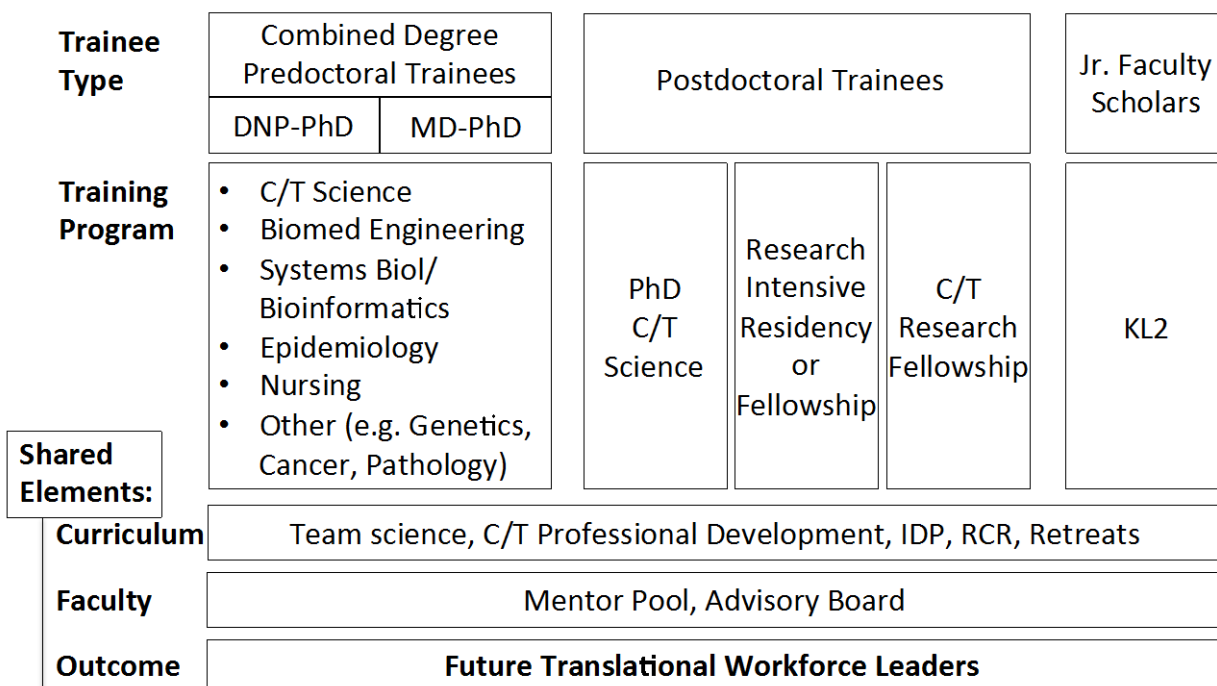 Trainee
Type
Combined Degree
Predoctoral Trainees
DNP-PhD
MD-PhD
Postdoctoral Trainees
Jr. Faculty
Scholars
Training
Program
• C/T Science
• Biomed Engineering
• Systems Biol/
Bioinformatics
• Epidemiology
• Nursing
• Other (e.g. Genetics,
Cancer, Pathology)
PhD
C/T
Science
Research
Intensive
Residency
or
Fellowship
C/T
Research
Fellowship
KL2
Shared
Elements:
Curriculum
Team science, C/T Professional Development, IDP, RCR, Retreats
Faculty
Mentor Pool, Advisory Board
Outcome
Future Translational Workforce Leaders